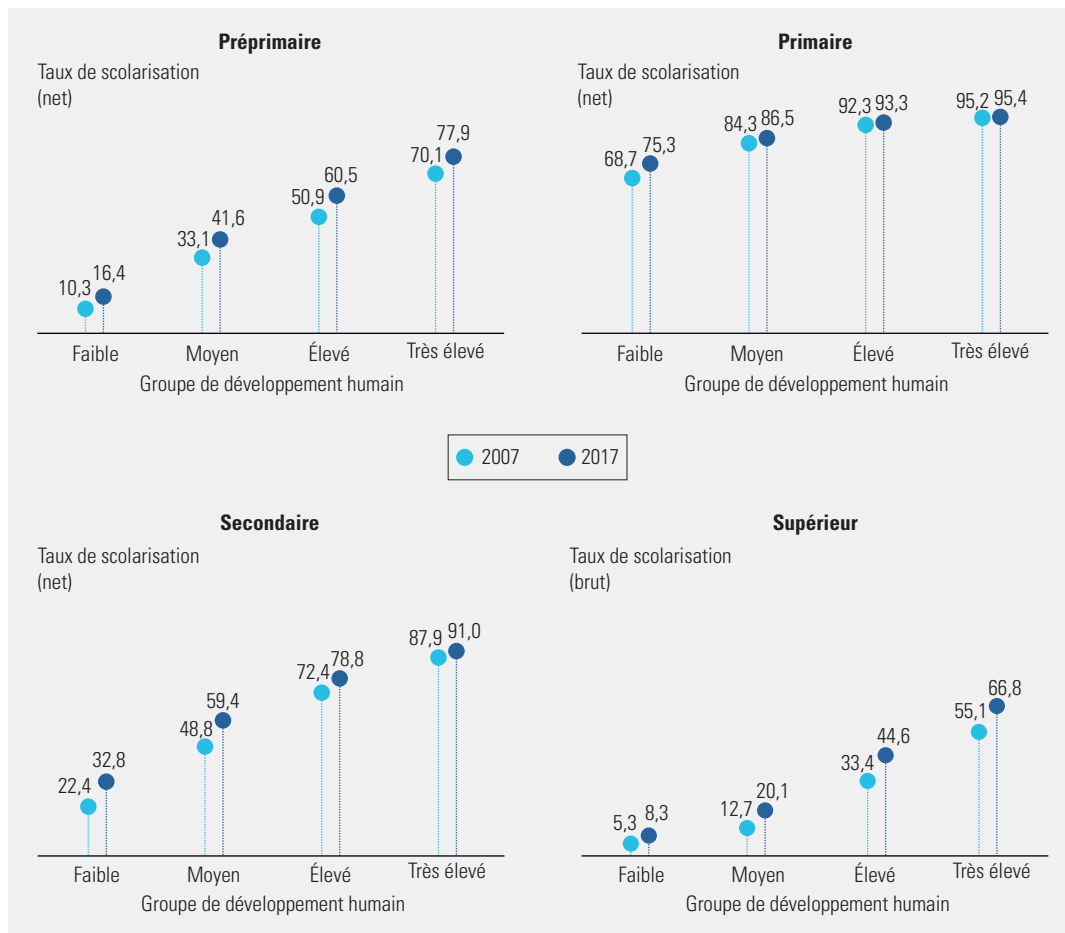 Préprimaire
Taux de scolarisation
(net)
10,3
16,4
33,1
41,6
50,9
60,5
70,1
77,9
Faible
Moyen
Élevé
Très élevé
Groupe de développement humain
Primaire
Taux de scolarisation
(net)
68,7
75,3
84,3
86,5
92,3
93,3
95,2
95,4
Faible
Moyen
Élevé
Très élevé
Groupe de développement humain
2007
2017
Secondaire
Taux de scolarisation
(net)
22,4
32,8
48,8
59,4
72,4
78,8
87,9
91,0
Faible
Moyen
Élevé
Très élevé
Groupe de développement humain
Supérieur
Taux de scolarisation
(brut)
5,3
8,3
12,7
20,1
33,4
44,6
55,1
66,8
Faible
Moyen
Élevé
Très élevé
Groupe de développement humain